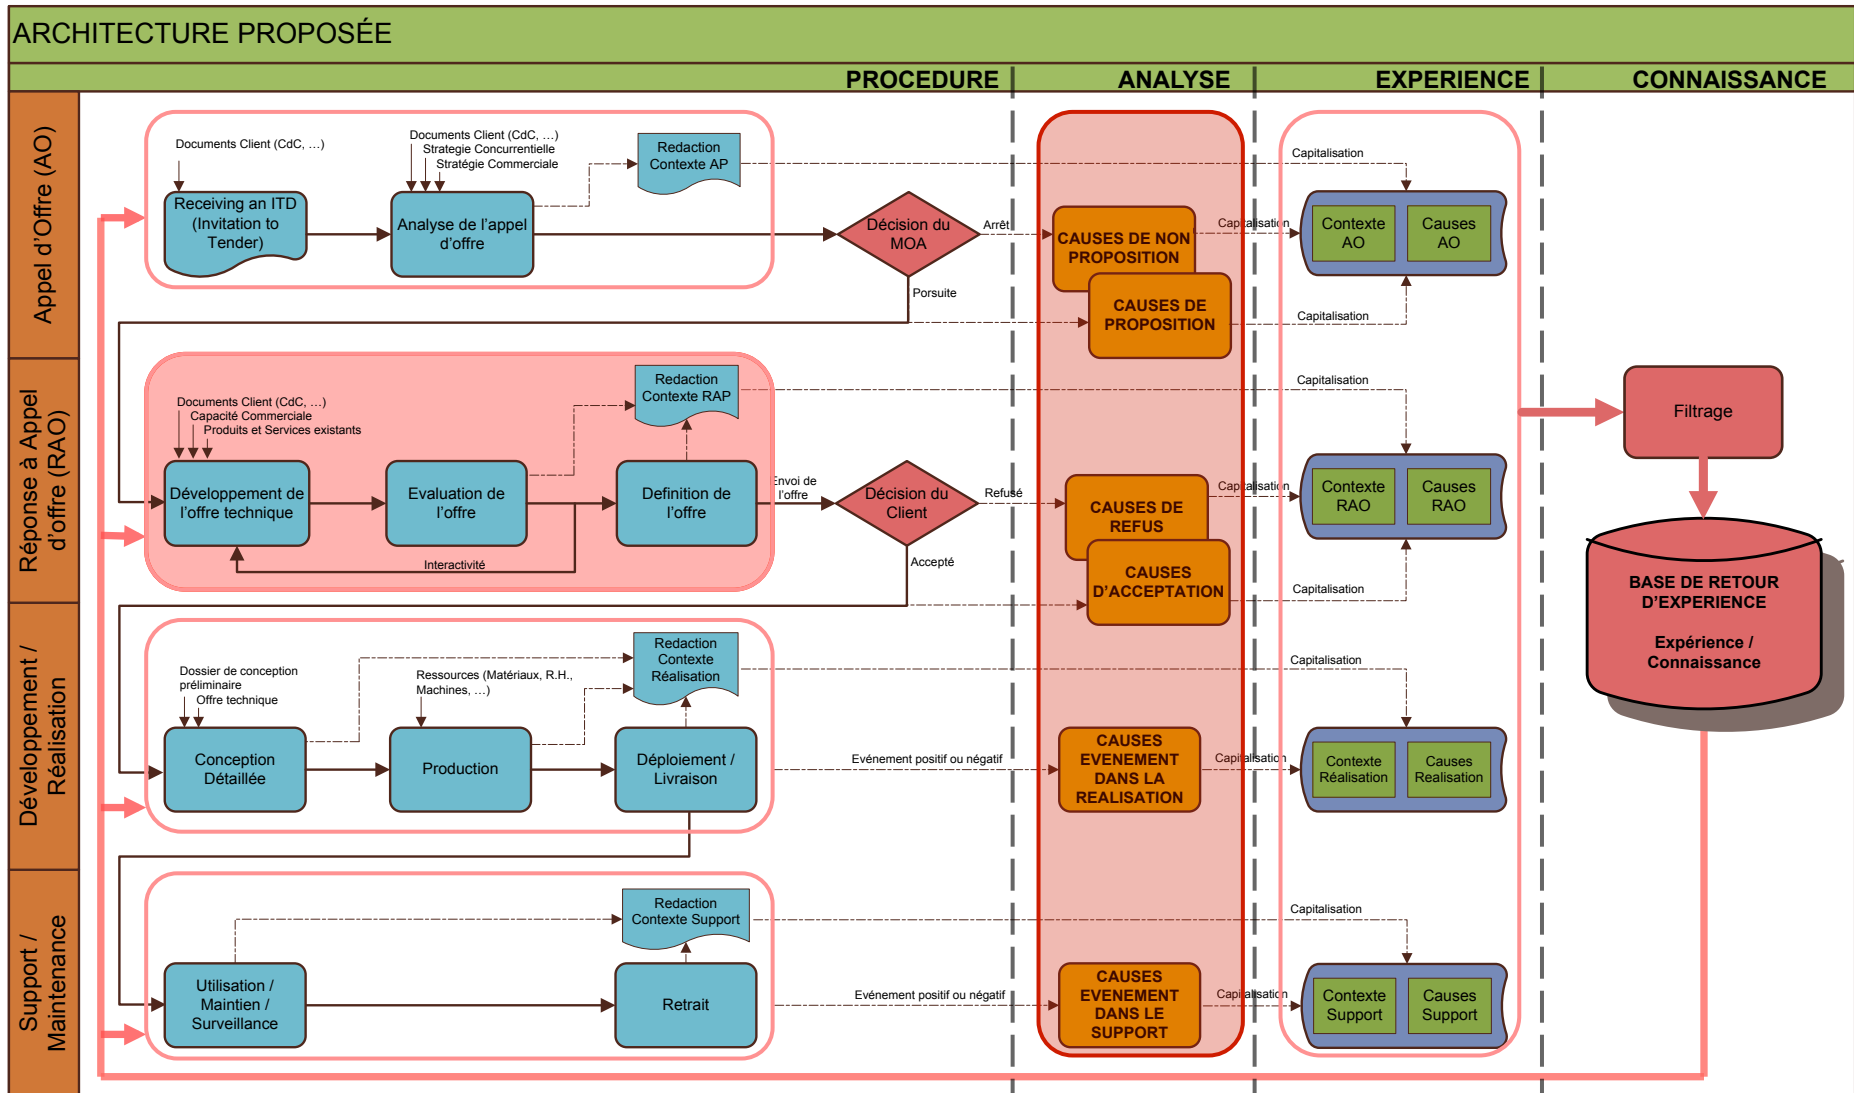 ARCHITECTURE PROPOSÉE
PROCEDURE
ANALYSE
EXPERIENCE
CONNAISSANCE
Appel d'Offre (AO)
Documents Client (CdC, …)
Receiving an ITD
(Invitation to
Tender)
Documents Client (CdC, …)
Strategie Concurrentielle
Stratégie Commerciale
Analyse de l'appel
d'offre
Redaction
Contexte AP
Décision du
MOA
Arrêt
Porsuite
CAUSES DE NON
PROPOSITION
CAUSES DE
PROPOSITION
Capitalisation
Capitalisation
Capitalisation
Contexte
AO
Causes
AO
Réponse à Appel
d'offre (RAO)
Documents Client (CdC, …)
Capacité Commerciale
Produits et Services existants
Développement de
l'offre technique
Evaluation de
l'offre
Definition de
l'offre
Interactivité
Redaction
Contexte RAP
Envoi de
l'offre
Décision du
Client
Refusé
Accepté
CAUSES DE
REFUS
CAUSES
D'ACCEPTATION
Capitalisation
Capitalisation
Capitalisation
Contexte
RAO
Causes
RAO
Filtrage
BASE DE RETOUR
D'EXPERIENCE
Expérience /
Connaissance
Développement /
Réalisation
Dossier de conception
préliminaire
Offre technique
Conception
Détaillée
Ressources (Matériaux, R.H.,
Machines, …)
Production
Déploiement /
Livraison
Redaction
Contexte
Réalisation
Evénement positif ou négatif
CAUSES
EVENEMENT
DANS LA
REALISATION
Capitalisation
Capitalisation
Contexte
Réalisation
Causes
Realisation
Support /
Maintenance
Utilisation /
Maintien /
Surveillance
Retrait
Redaction
Contexte Support
Evénement positif ou négatif
CAUSES
EVENEMENT
DANS LE
SUPPORT
Capitalisation
Capitalisation
Contexte
Support
Causes
Support